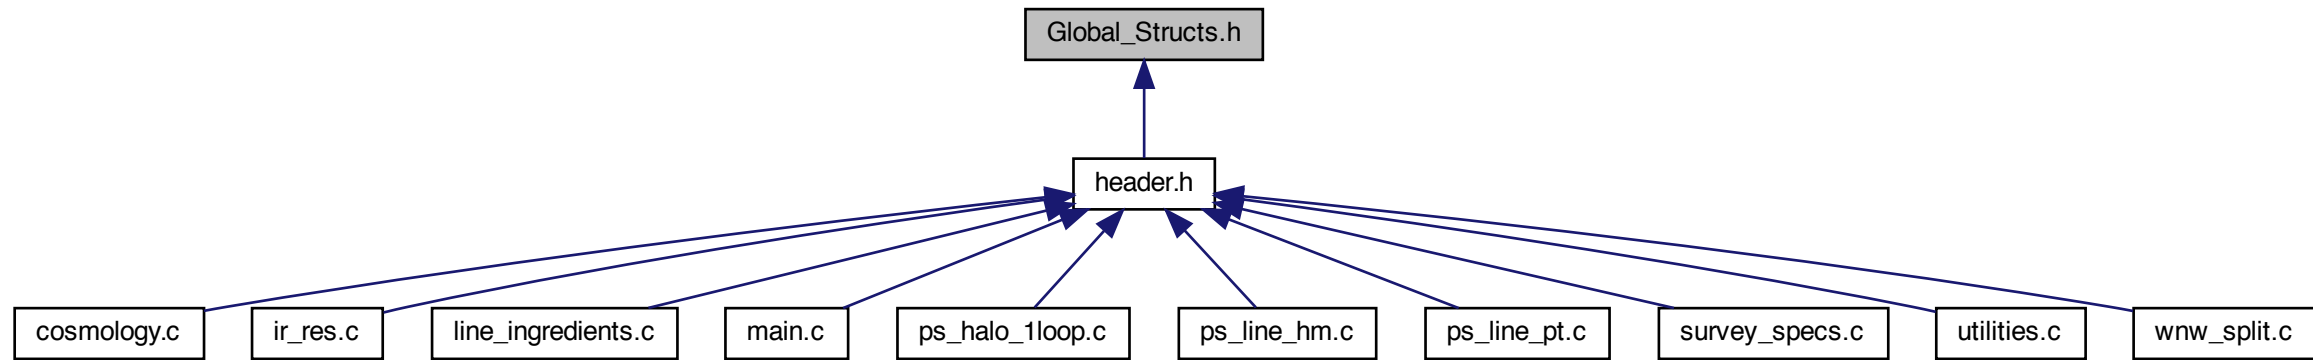 Global_Structs.h
header.h
cosmology.c
ir_res.c
line_ingredients.c
main.c
ps_halo_1loop.c
ps_line_hm.c
ps_line_pt.c
survey_specs.c
utilities.c
wnw_split.c